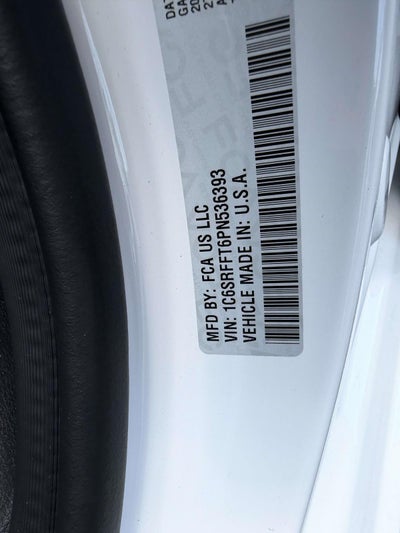 MFD BY: FCA US LLC
VIN: 1C6SRFFT6PN536393
VEHICLE MADE IN: U.S.A.